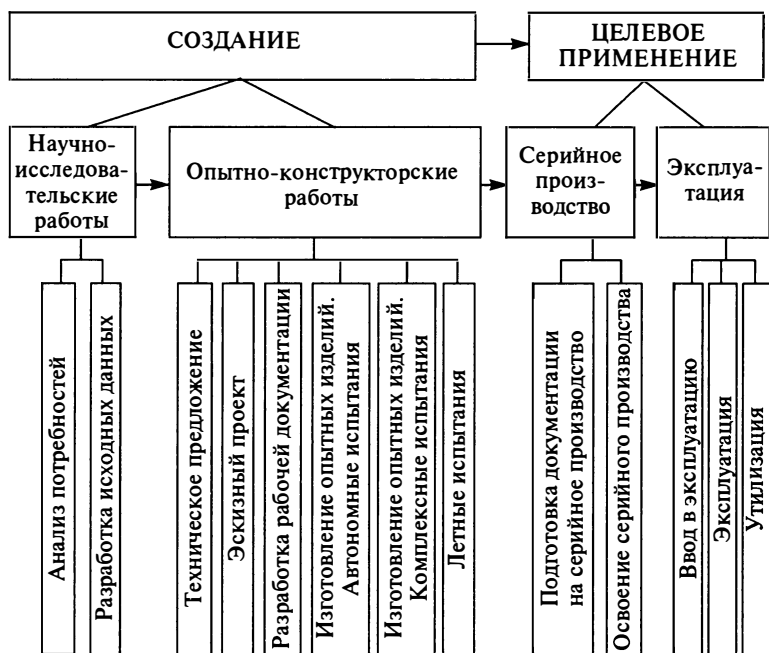 СОЗДАНИЕ
ЦЕЛЕВОЕ
ПРИМЕНЕНИЕ
Научно-
исследова-
тельские
работы
Опытно-конструкторские
работы
Серийное
произ-
водство
Эксплуа-
тация
Анализ потребностей
Разработка исходных данных
Техническое предложение
Эскизный проект
Разработка рабочей документации
Изготовление опытных изделий.
Автономные испытания
Изготовление опытных изделий.
Комплексные испытания
Летные испытания
Подготовка документации
на серийное производство
Освоение серийного производства
Ввод в эксплуатацию
Эксплуатация
Утилизация